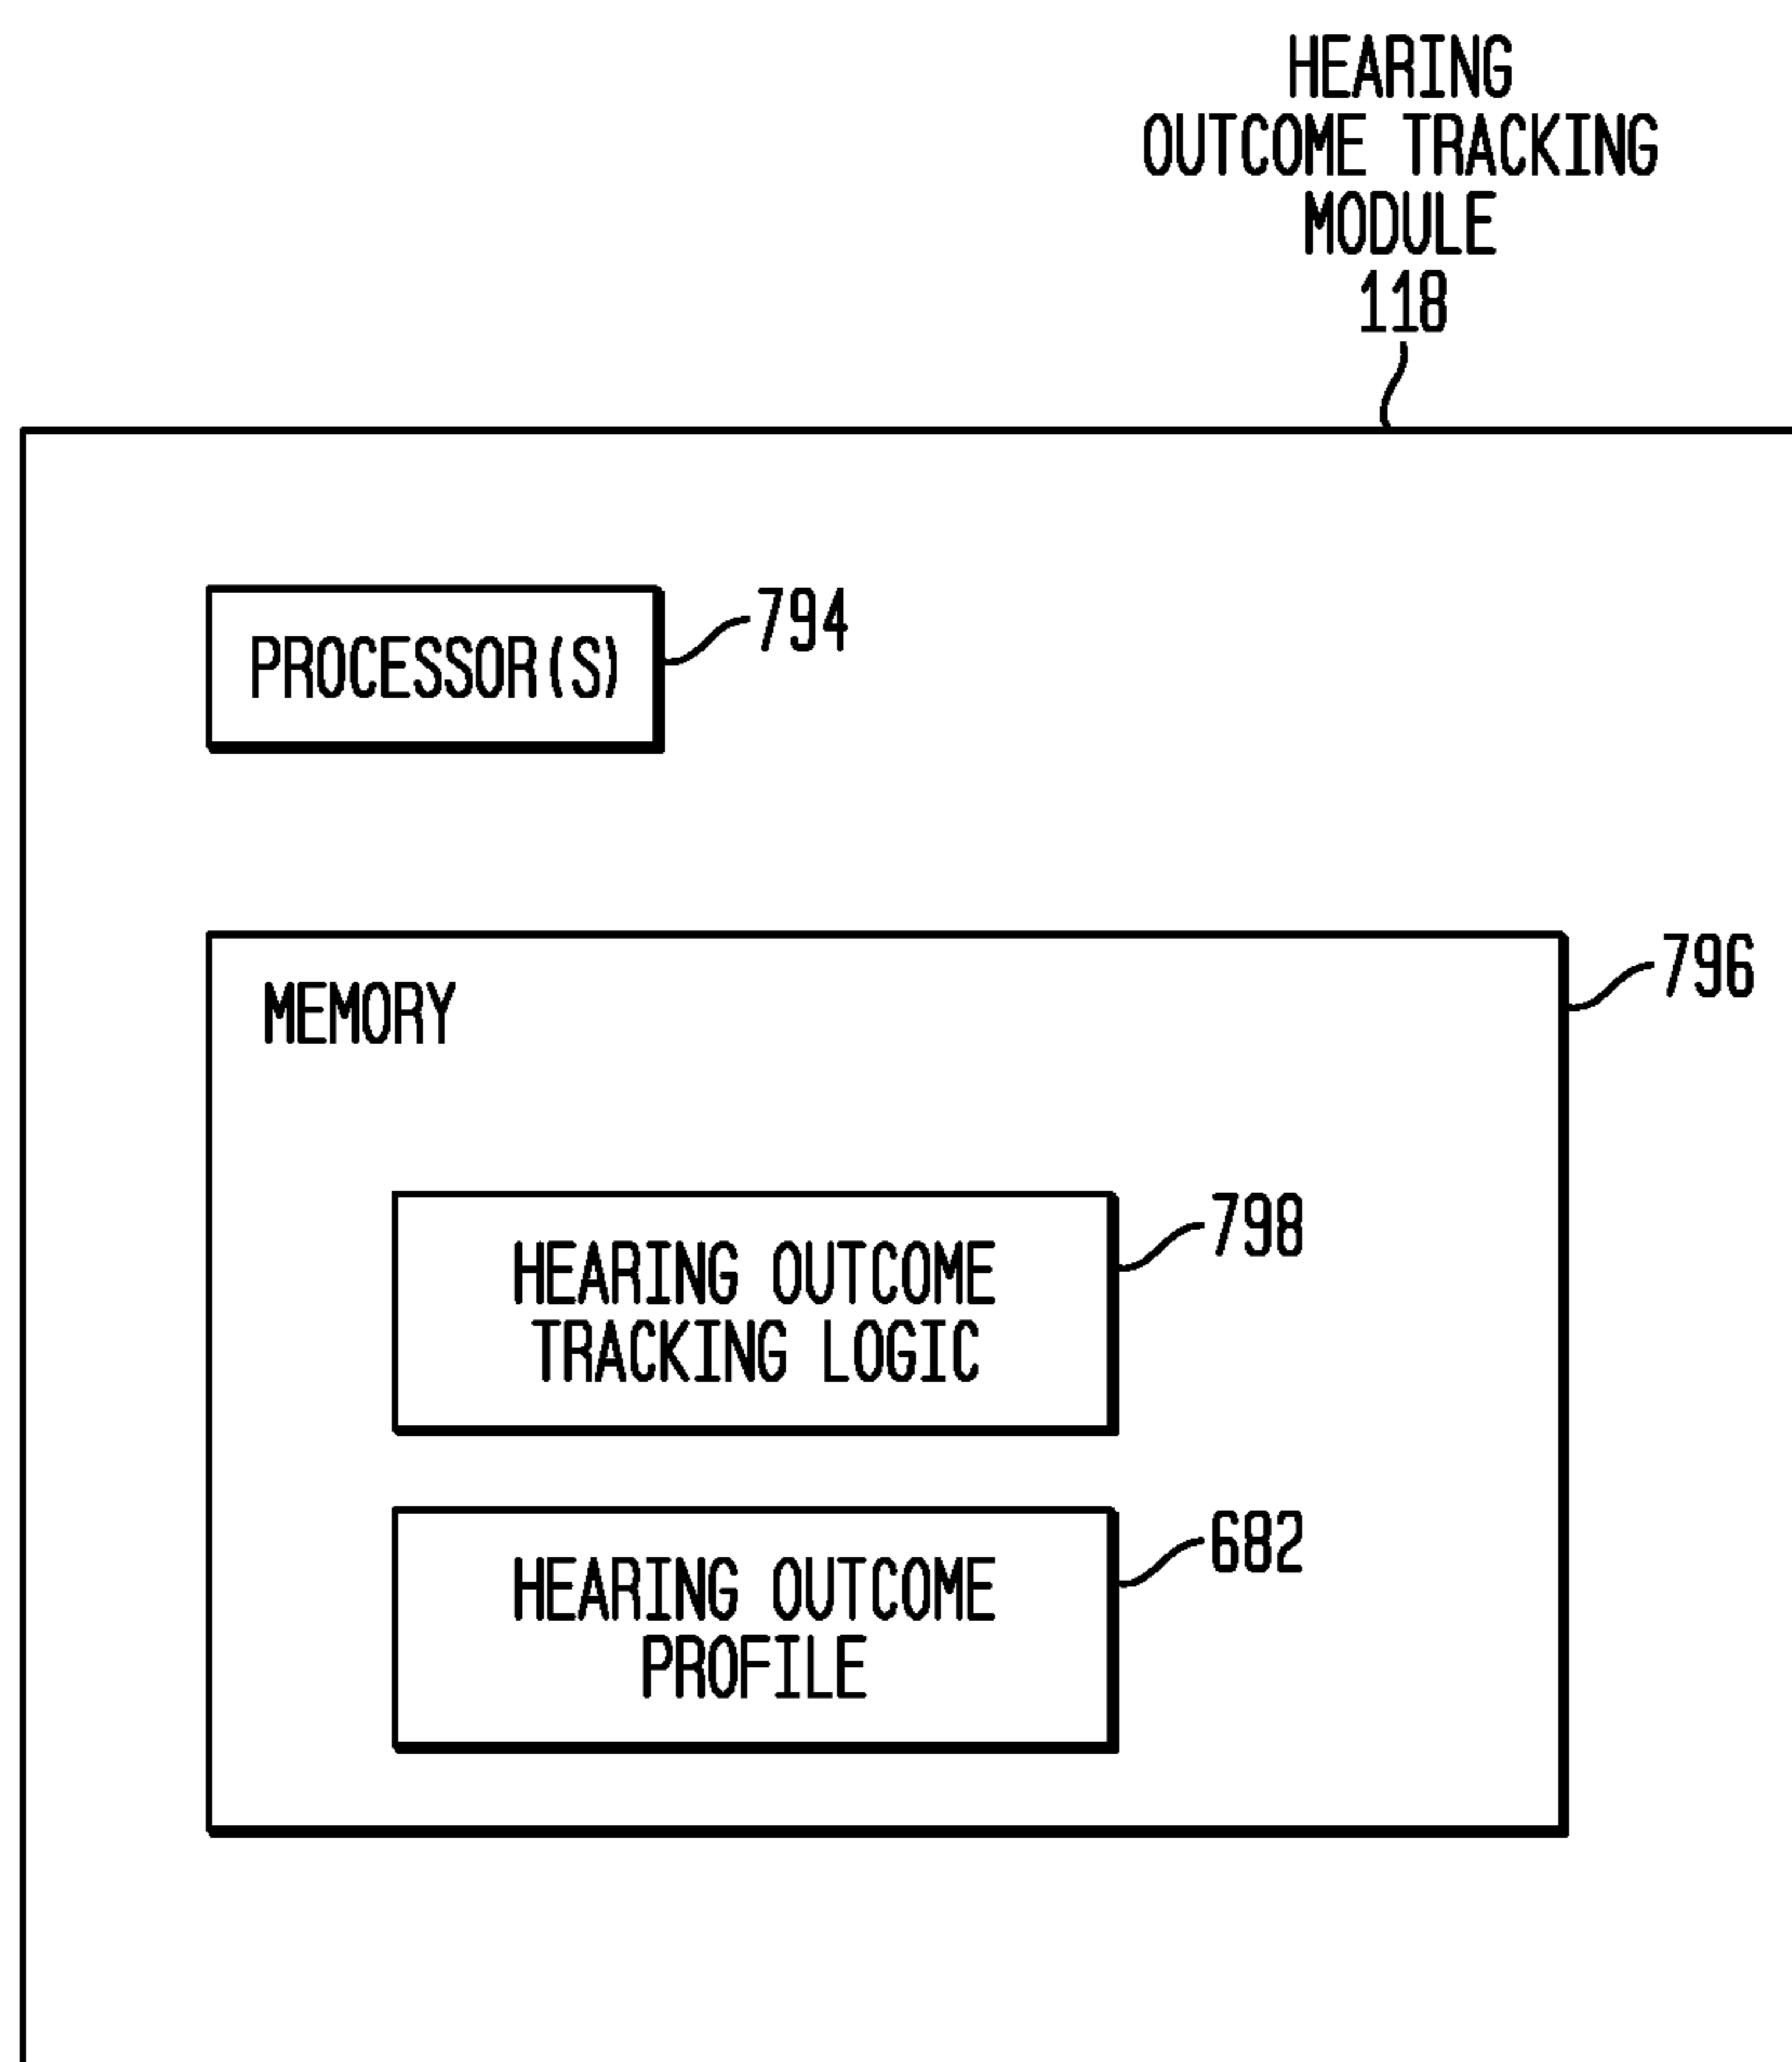 HEARING
OUTCOME TRACKING
MODULE
118
PROCESSOR(S)
794
MEMORY
796
HEARING OUTCOME
TRACKING LOGIC
798
HEARING OUTCOME
PROFILE
682